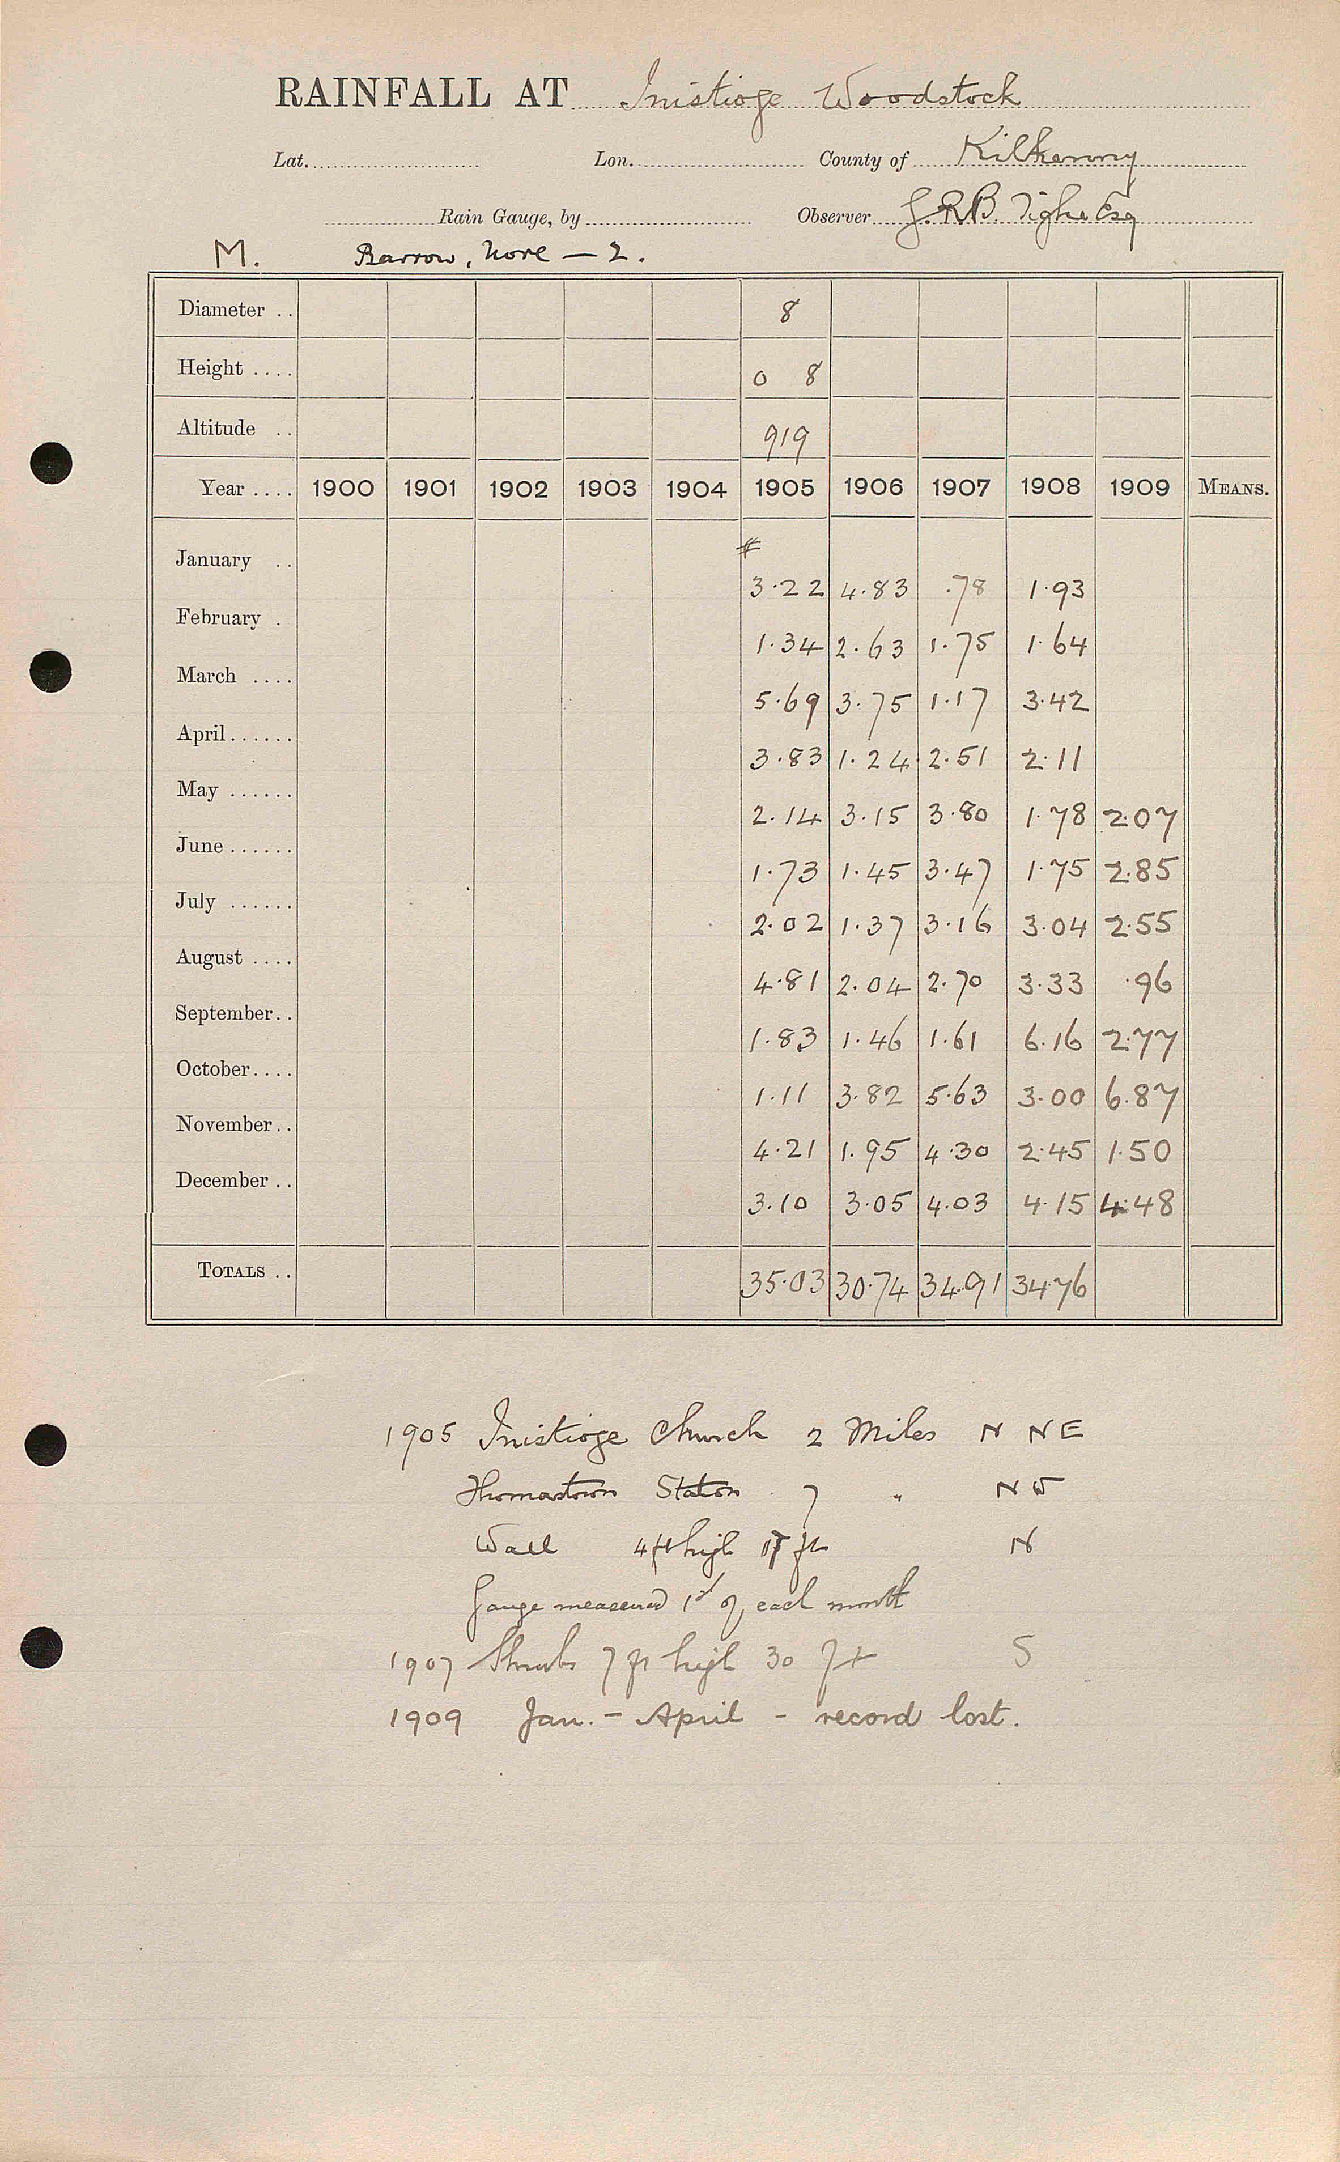 RAINFALL AT Inistioge Woodstock
Lat. Lon. County of Kilkenny
Rain Gauge, by Observer J.R.B. Tighe Esq
M. Barrow, Nore — 2.
Diameter .. 8
Height .... 0 8
Altitude .. 919
Year .... 1900 1901 1902 1903 1904 1905 1906 1907 1908 1909 MEANS.
January .. # 3.22 4.83 .78 1.93
February . 1.34 2.63 1.75 1.64
March .... 5.69 3.75 1.17 3.42
April...... 3.83 1.24 2.51 2.11
May ...... 2.14 3.15 3.80 1.78 2.07
June...... 1.73 1.45 3.47 1.75 2.85
July ...... 2.02 1.37 3.16 3.04 2.55
August .... 4.81 2.04 2.70 3.33 .96
September.. 1.83 1.46 1.61 6.16 2.77
October.... 1.11 3.82 5.63 3.00 6.87
November.. 4.21 1.95 4.30 2.45 1.50
December .. 3.10 3.05 4.03 4.15 4.48
TOTALS .. 35.03 30.74 34.91 34.76
1905 Inistioge Church 2 Miles N NE
Thomastown Station 7 " NW
Wall 4 ft high ft N
Gauge measured 1st of each month
1907 Shrubs 7 ft high 30 ft S
1909 Jan. - April - record lost.